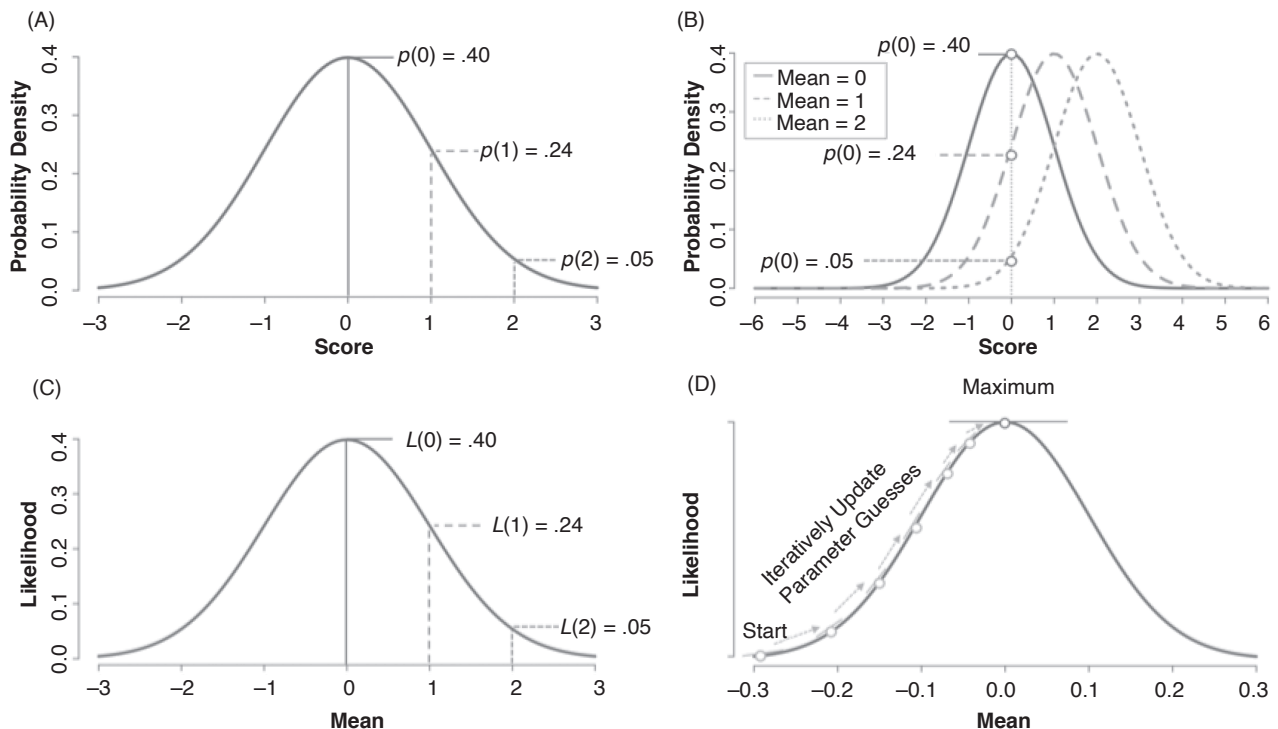 (A)
p(0) = .40
p(1) = .24
p(2) = .05
Probability Density
0.4
0.3
0.2
0.1
0.0
−3 −2 −1 0 1 2 3
Score
(B)
p(0) = .40
Mean = 0
Mean = 1
Mean = 2
p(0) = .24
p(0) = .05
Probability Density
0.4
0.3
0.2
0.1
0.0
−6 −5 −4 −3 −2 −1 0 1 2 3 4 5 6
Score
(C)
L(0) = .40
L(1) = .24
L(2) = .05
Likelihood
0.4
0.3
0.2
0.1
0.0
−3 −2 −1 0 1 2 3
Mean
(D)
Maximum
Iteratively Update
Parameter Guesses
Start
Likelihood
−0.3 −0.2 −0.1 0.0 0.1 0.2 0.3
Mean